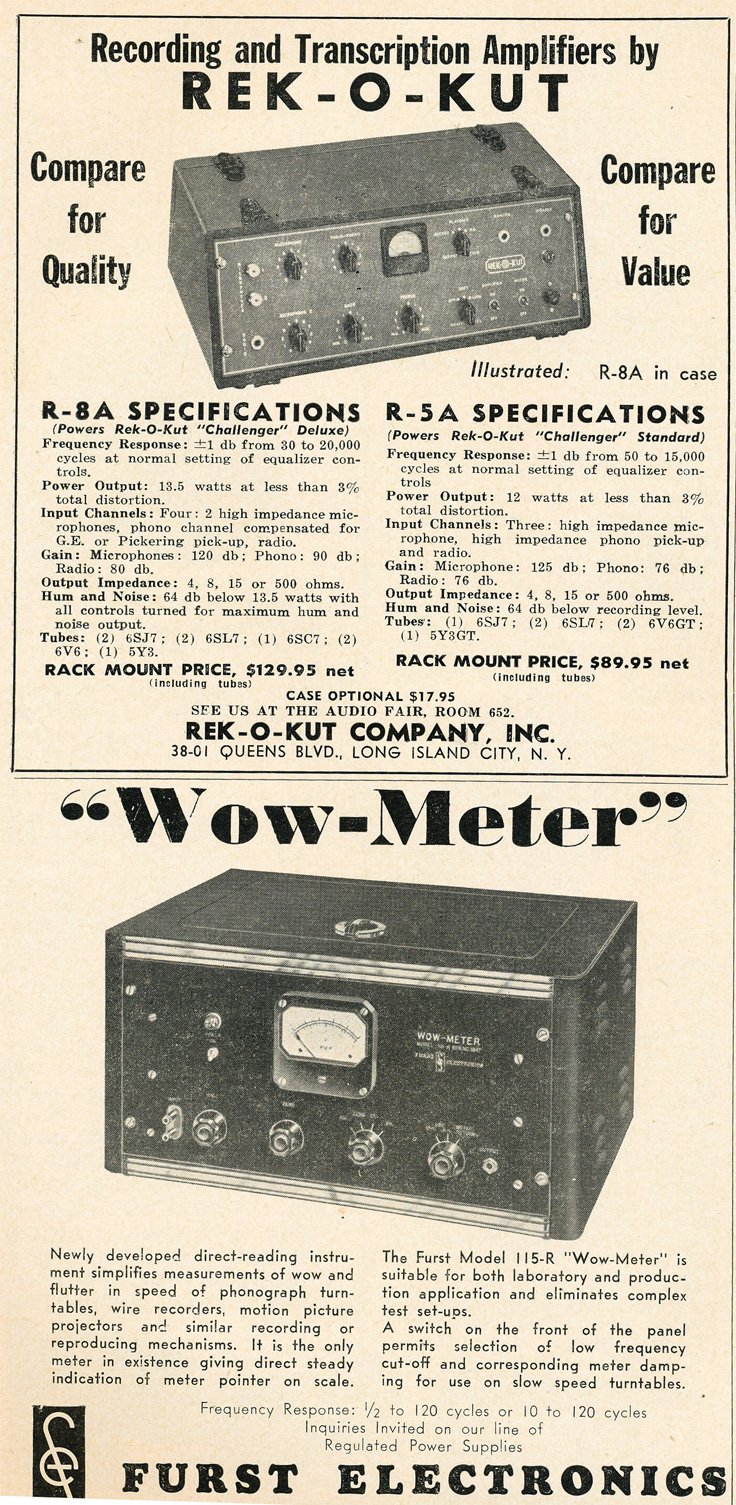 Recording and Transcription Amplifiers by
REK-O-KUT
Compare
for
Quality
Compare
for
Value
REK-O-KUT
Illustrated: R-8A in case
R-8A SPECIFICATIONS
(Powers Rek-O-Kut "Challenger" Deluxe)
Frequency Response: ±1 db from 30 to 20,000
cycles at normal setting of equalizer con-
trols.
Power Output: 13.5 watts at less than 3%
total distortion.
Input Channels: Four: 2 high impedance mic-
rophones, phono channel compensated for
G.E. or Pickering pick-up, radio.
Gain: Microphones: 120 db; Phono: 90 db;
Radio: 80 db.
Output Impedance: 4, 8, 15 or 500 ohms.
Hum and Noise: 64 db below 13.5 watts with
all controls turned for maximum hum and
noise output.
Tubes: (2) 6SJ7; (2) 6SL7; (1) 6SC7; (2)
6V6; (1) 5Y3.
RACK MOUNT PRICE, $129.95 net
(including tubes)
R-5A SPECIFICATIONS
(Powers Rek-O-Kut "Challenger" Standard)
Frequency Response: ±1 db from 50 to 15,000
cycles at normal setting of equalizer con-
trols
Power Output: 12 watts at less than 3%
total distortion.
Input Channels: Three: high impedance mic-
rophone, high impedance phono pick-up
and radio.
Gain: Microphone: 125 db; Phono: 76 db;
Radio: 76 db.
Output Impedance: 4, 8, 15 or 500 ohms.
Hum and Noise: 64 db below recording level.
Tubes: (1) 6SJ7; (2) 6SL7; (2) 6V6GT;
(1) 5Y3GT.
RACK MOUNT PRICE, $89.95 net
(including tubes)
CASE OPTIONAL $17.95
SEE US AT THE AUDIO FAIR, ROOM 652.
REK-O-KUT COMPANY, INC.
38-01 QUEENS BLVD., LONG ISLAND CITY, N. Y.
"Wow-Meter"
WOW-METER
Newly developed direct-reading instru-
ment simplifies measurements of wow and
flutter in speed of phonograph turn-
tables, wire recorders, motion picture
projectors and similar recording or
reproducing mechanisms. It is the only
meter in existence giving direct steady
indication of meter pointer on scale.
The Furst Model 115-R "Wow-Meter" is
suitable for both laboratory and produc-
tion application and eliminates complex
test set-ups.
A switch on the front of the panel
permits selection of low frequency
cut-off and corresponding meter damp-
ing for use on slow speed turntables.
Frequency Response: 1/2 to 120 cycles or 10 to 120 cycles
Inquiries Invited on our line of
Regulated Power Supplies
FURST ELECTRONICS